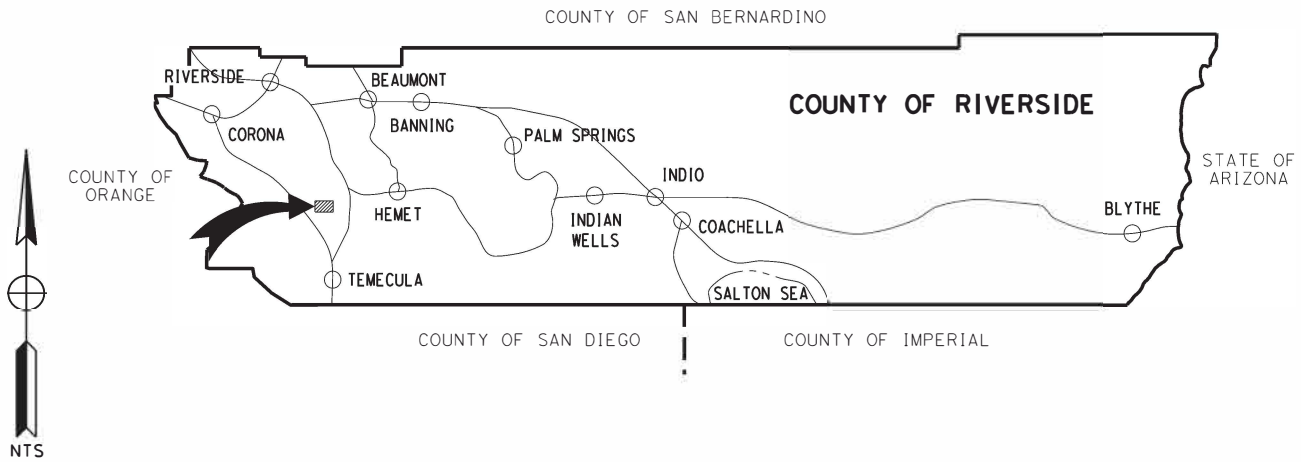 COUNTY OF SAN BERNARDINO
RIVERSIDE
BEAUMONT
COUNTY OF RIVERSIDE
BANNING
CORONA
PALM SPRINGS
COUNTY OF
ORANGE
STATE OF
ARIZONA
INDIO
HEMET
INDIAN
WELLS
COACHELLA
BLYTHE
TEMECULA
SALTON SEA
COUNTY OF SAN DIEGO
COUNTY OF IMPERIAL
NTS